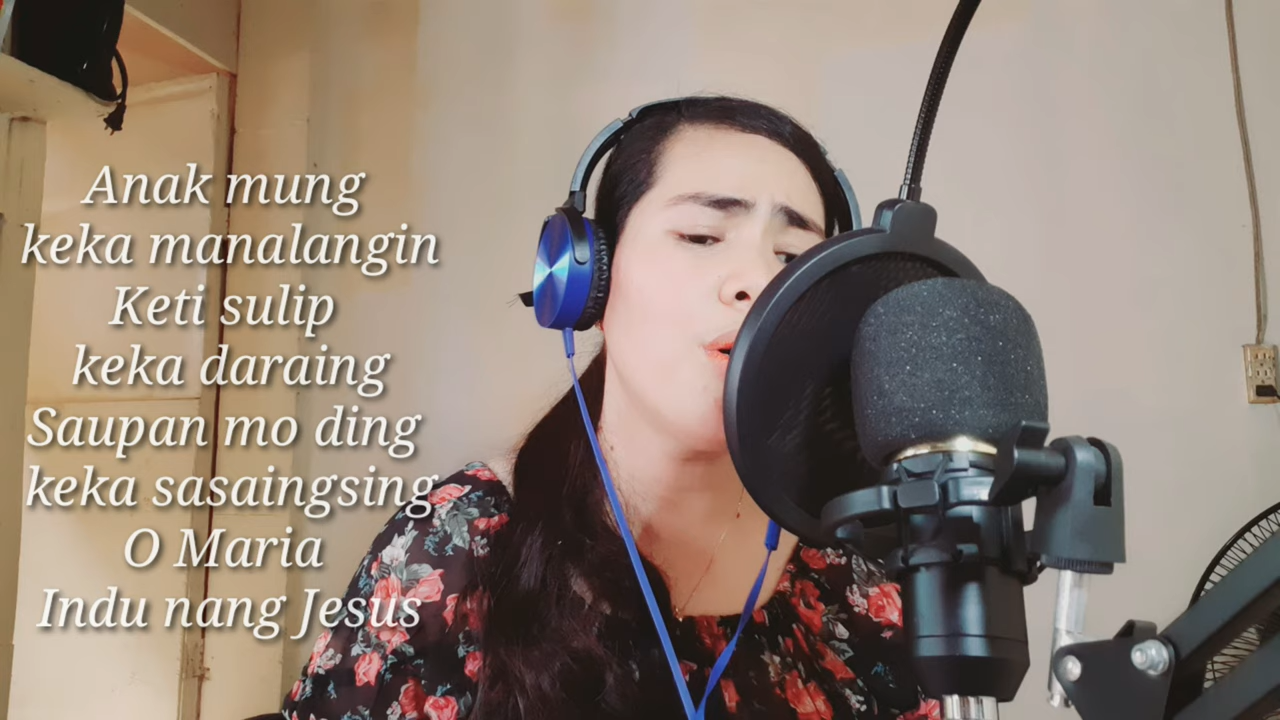 Anak mung
keka manalangin
Keti sulip
keka daraing
Saupan mo ding
keka sasaingsing
O Maria
Indu nang Jesus